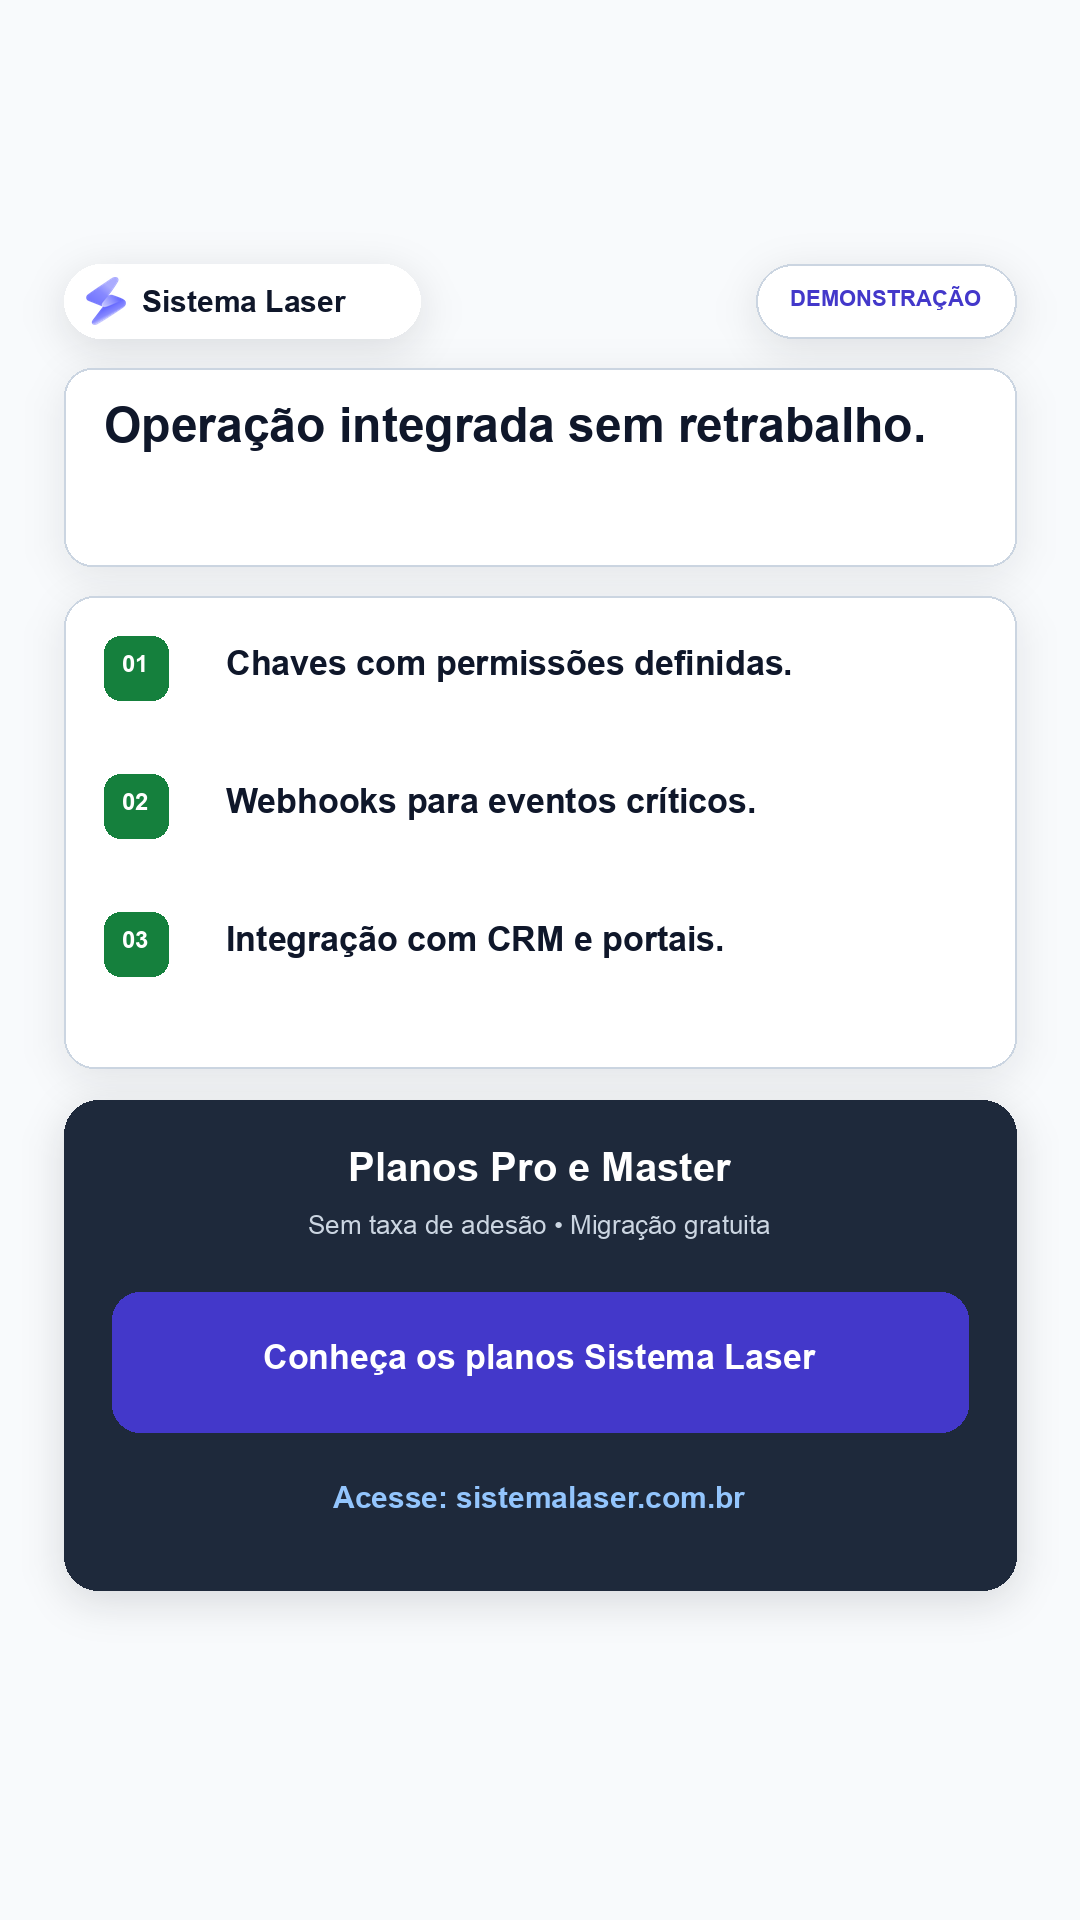 Sistema Laser
DEMONSTRAÇÃO
Operação integrada sem retrabalho.
01
Chaves com permissões definidas.
02
Webhooks para eventos críticos.
03
Integração com CRM e portais.
Planos Pro e Master
Sem taxa de adesão • Migração gratuita
Conheça os planos Sistema Laser
Acesse: sistemalaser.com.br